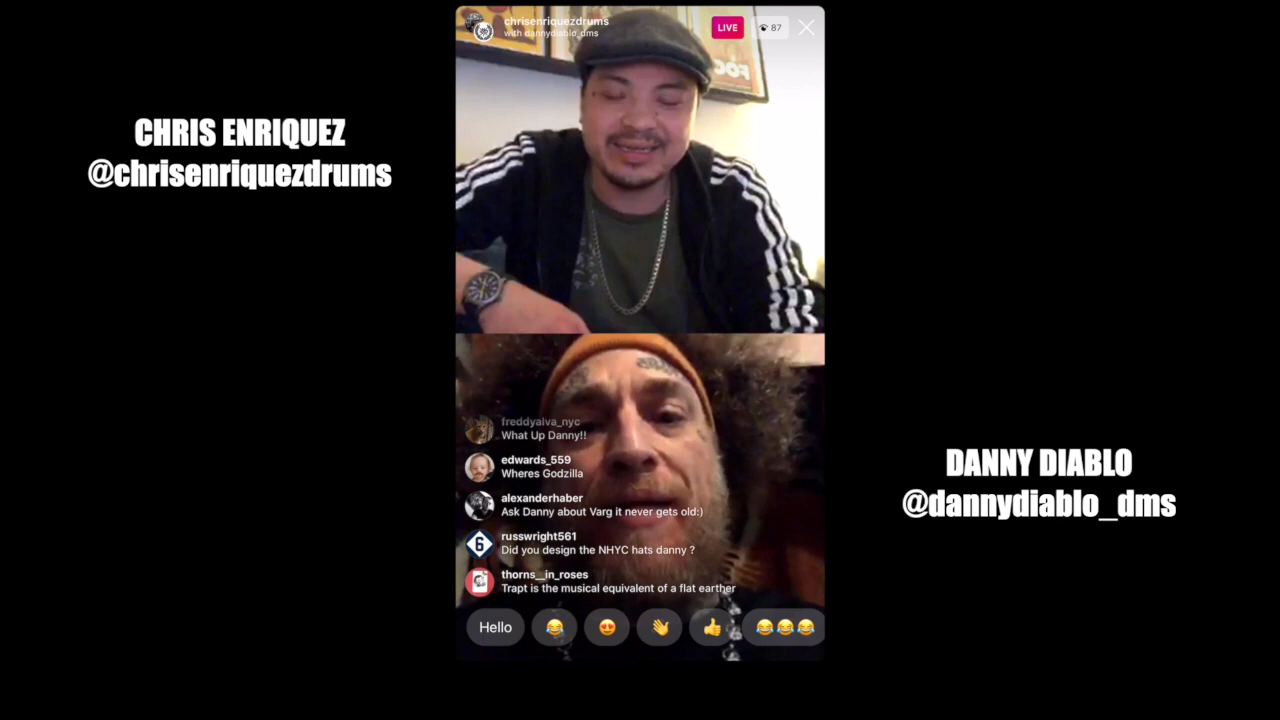 chrisenriquezdrums
with dannydiablo_dms
LIVE
87
CHRIS ENRIQUEZ
@chrisenriquezdrums
freddyalva_nyc
What Up Danny!!
edwards_559
Wheres Godzilla
alexanderhaber
Ask Danny about Varg it never gets old:)
russwright561
6
Did you design the NHYC hats danny ?
thorns__in_roses
Trapt is the musical equivalent of a flat earther
Hello
😂
😍
👋
👍
😂😂😂
DANNY DIABLO
@dannydiablo_dms